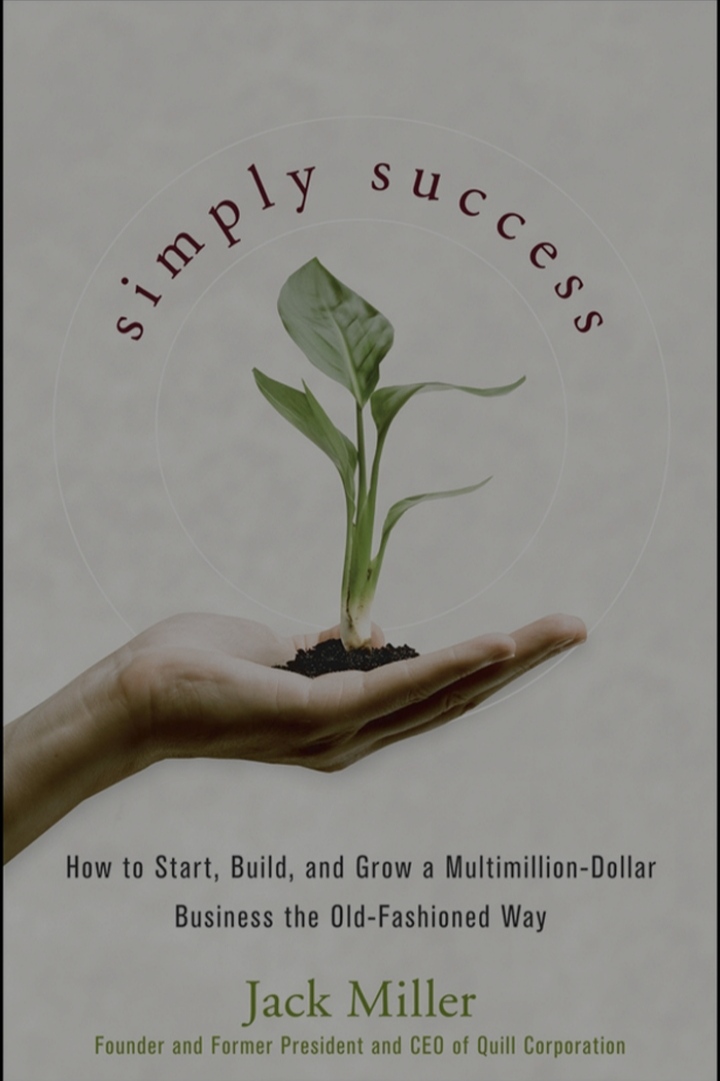 simply success
How to Start, Build, and Grow a Multimillion-Dollar
Business the Old-Fashioned Way
Jack Miller
Founder and Former President and CEO of Quill Corporation